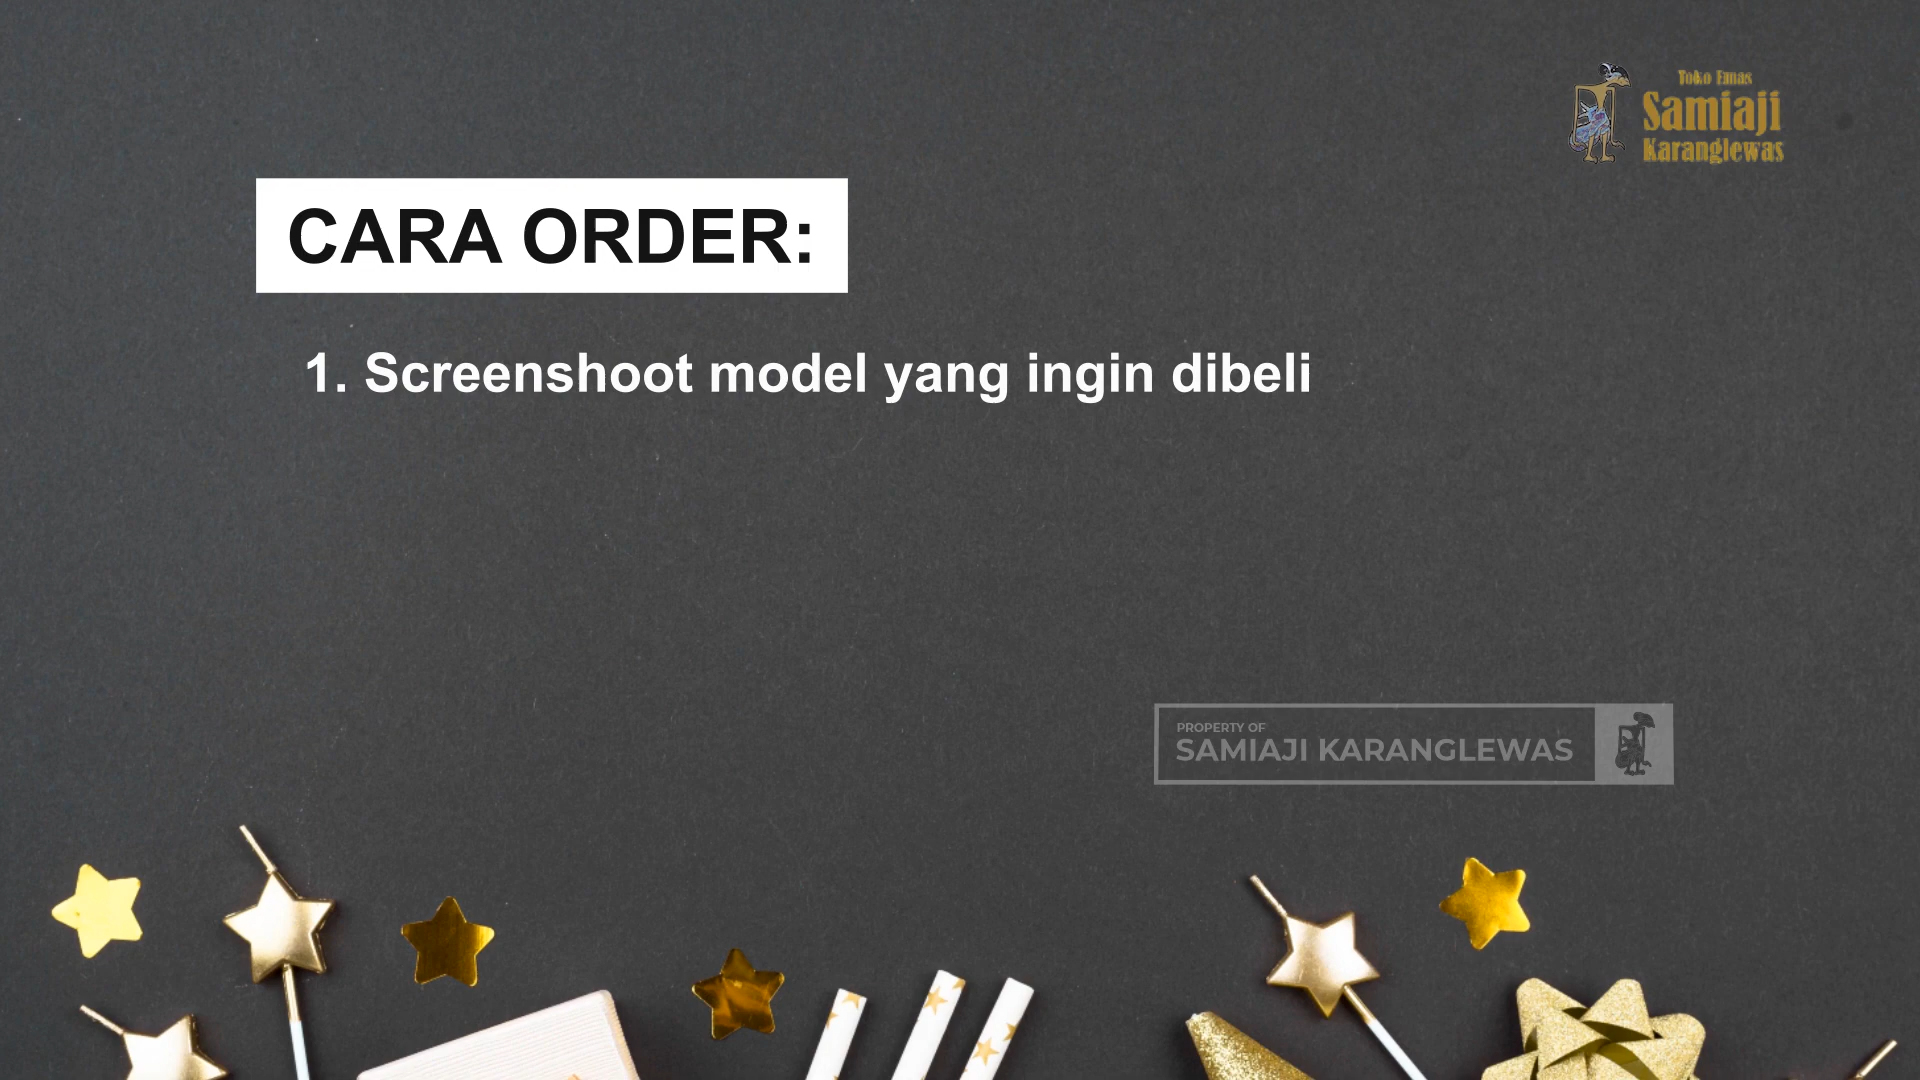 Toko Emas
Samiaji
Karanglewas
CARA ORDER:
1. Screenshoot model yang ingin dibeli
PROPERTY OF
SAMIAJI KARANGLEWAS